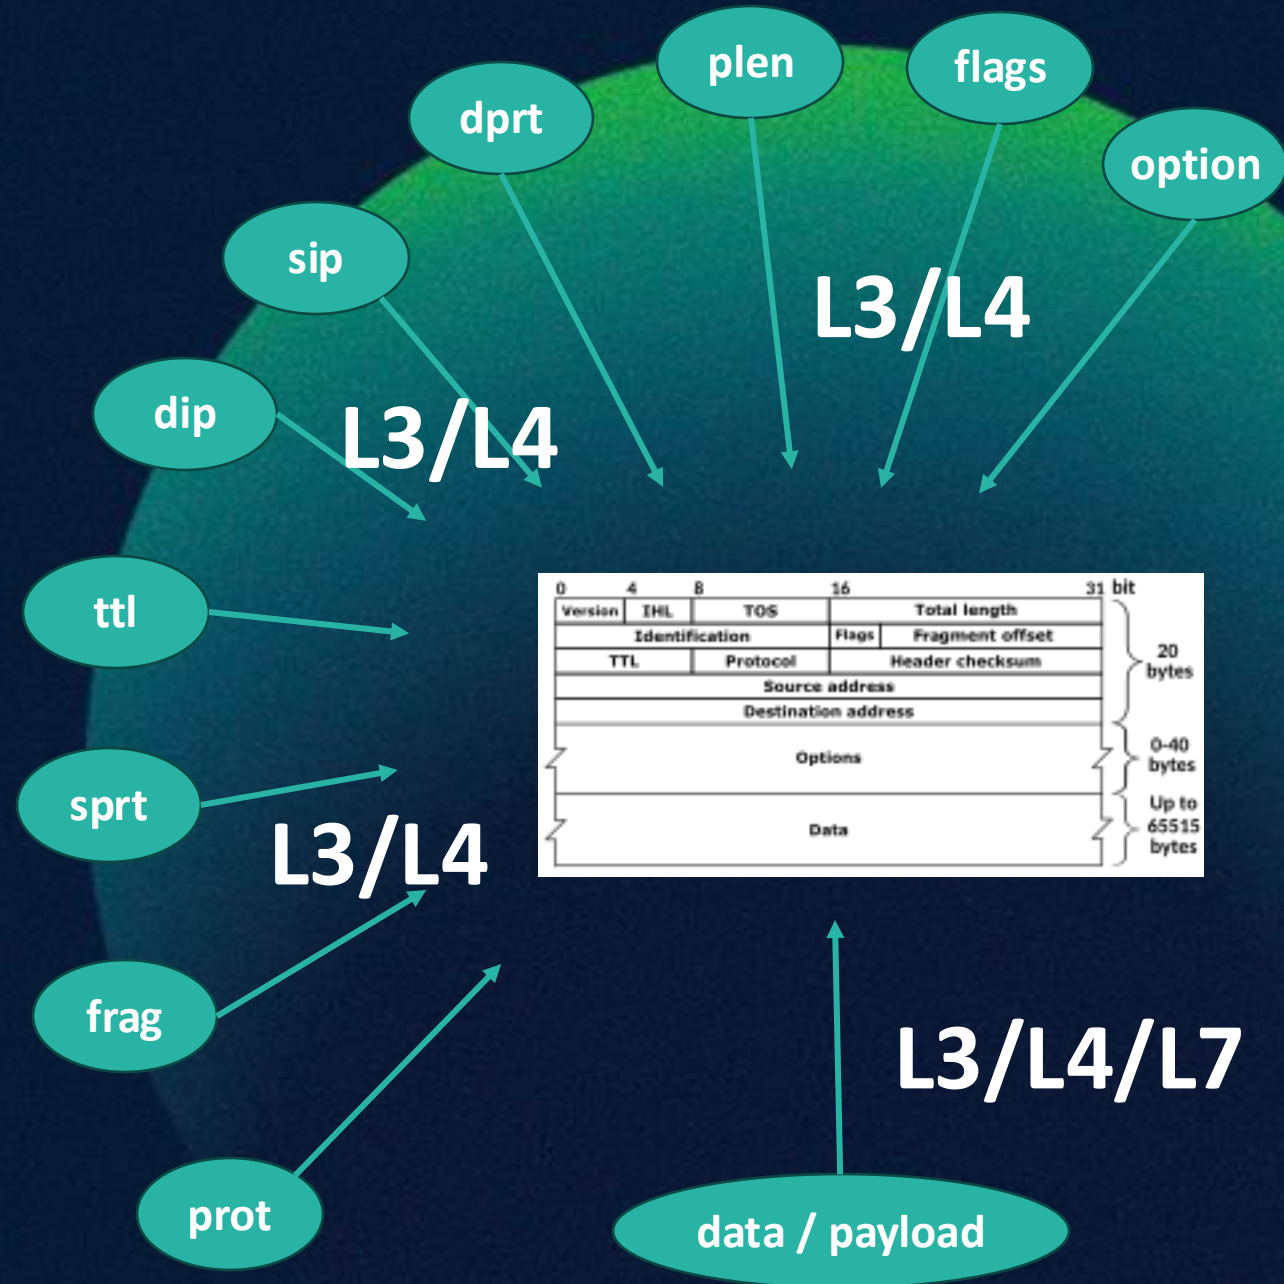 plen
flags
dprt
option
sip
L3/L4
dip
L3/L4
ttl
0 4 8 16 31 bit
Version IHL TOS Total length
Identification Flags Fragment offset
TTL Protocol Header checksum
Source address
Destination address
20
bytes
Options
0-40
bytes
Data
Up to
65515
bytes
sprt
L3/L4
frag
L3/L4/L7
prot
data / payload